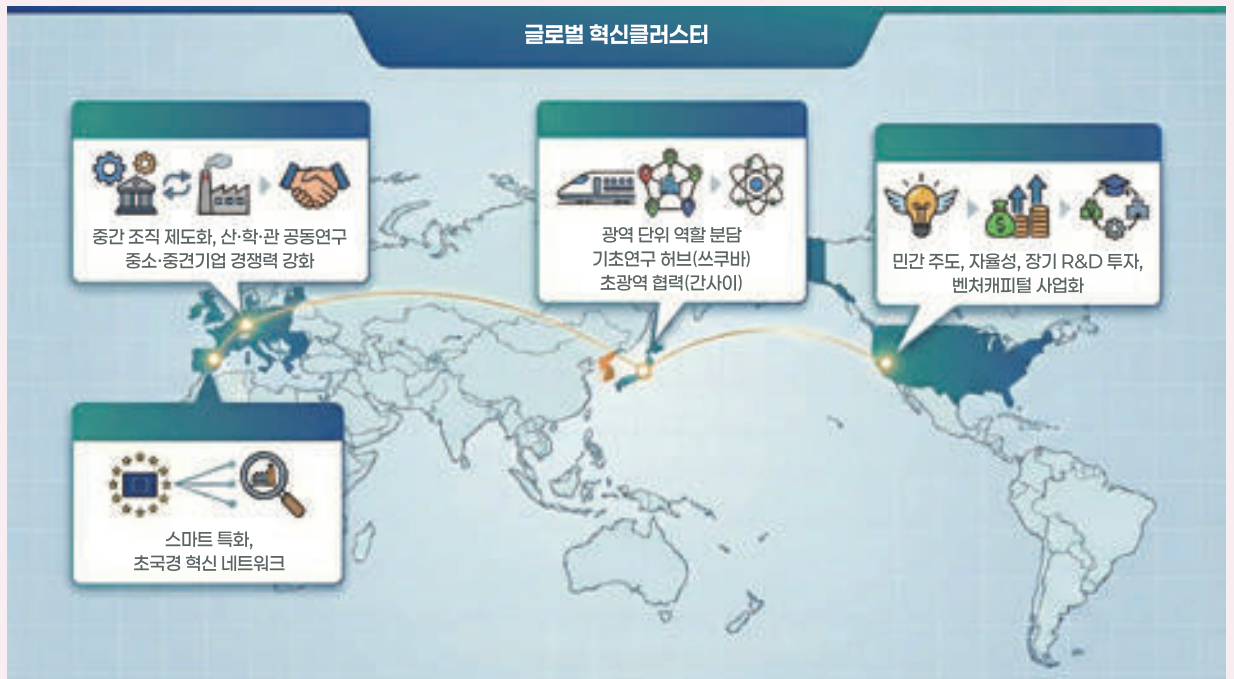 글로벌 혁신클러스터
중간 조직 제도화, 산·학·관 공동연구
중소·중견기업 경쟁력 강화
광역 단위 역할 분담
기초연구 허브(쓰쿠바)
초광역 협력(간사이)
민간 주도, 자율성, 장기 R&D 투자,
벤처캐피털 사업화
스마트 특화,
초국경 혁신 네트워크